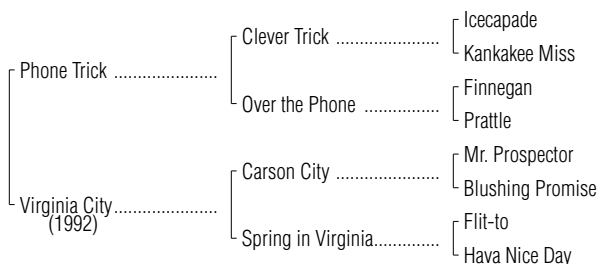 Icecapade
Clever Trick ......................
Kankakee Miss
Phone Trick ......................
Finnegan
Over the Phone ................
Prattle
Mr. Prospector
Carson City ......................
Blushing Promise
Virginia City......................
(1992)
Flit-to
Spring in Virginia..............
Hava Nice Day